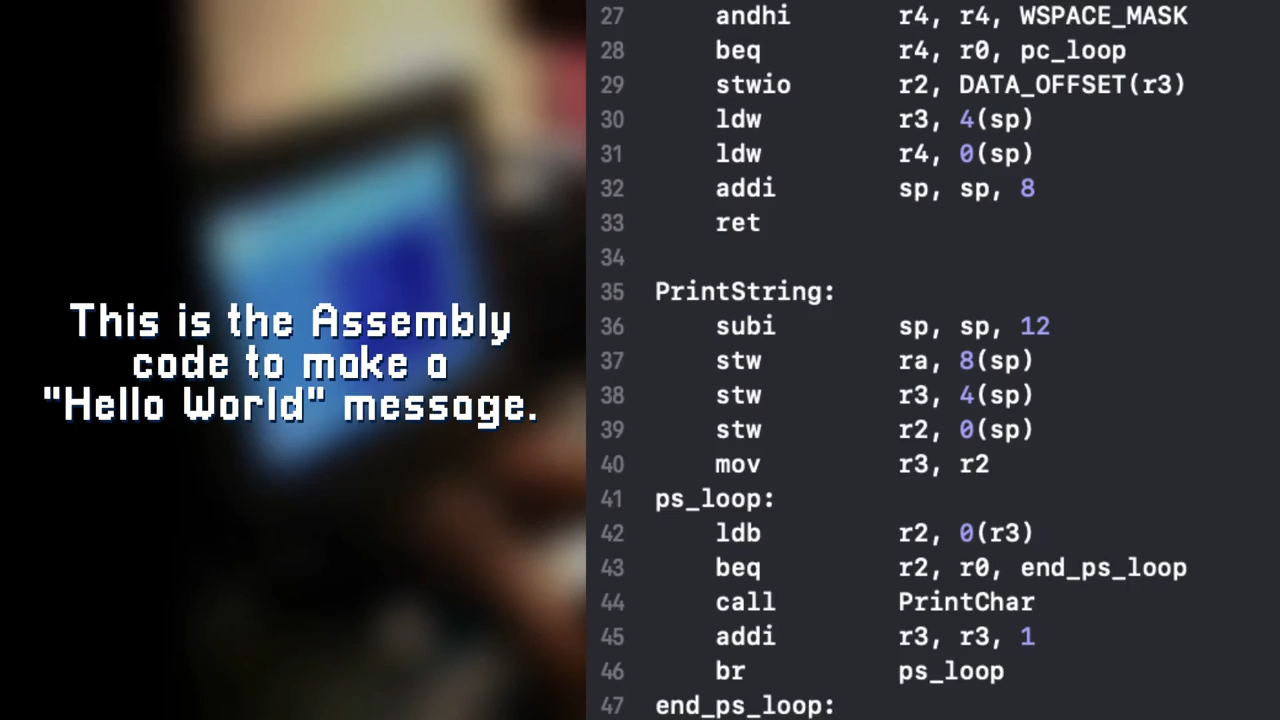 This is the Assembly
code to make a
"Hello World" message.
27 andhi r4, r4, WSPACE_MASK
28 beq r4, r0, pc_loop
29 stwio r2, DATA_OFFSET(r3)
30 ldw r3, 4(sp)
31 ldw r4, 0(sp)
32 addi sp, sp, 8
33 ret
34
35 PrintString:
36 subi sp, sp, 12
37 stw ra, 8(sp)
38 stw r3, 4(sp)
39 stw r2, 0(sp)
40 mov r3, r2
41 ps_loop:
42 ldb r2, 0(r3)
43 beq r2, r0, end_ps_loop
44 call PrintChar
45 addi r3, r3, 1
46 br ps_loop
47 end_ps_loop: